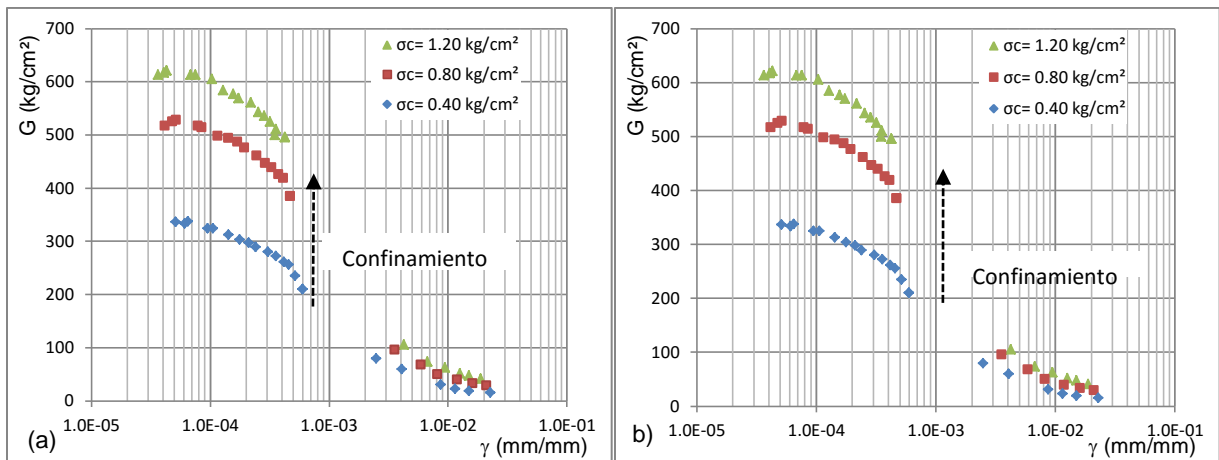 700
600
500
400
300
200
100
0
G (kg/cm²)
σc= 1.20 kg/cm²
σc= 0.80 kg/cm²
σc= 0.40 kg/cm²
Confinamiento
(a)
1.0E-05 1.0E-04 1.0E-03 1.0E-02 1.0E-01
γ (mm/mm)
700
600
500
400
300
200
100
0
G (kg/cm²)
σc= 1.20 kg/cm²
σc= 0.80 kg/cm²
σc= 0.40 kg/cm²
Confinamiento
b)
1.0E-05 1.0E-04 1.0E-03 1.0E-02 1.0E-01
γ (mm/mm)